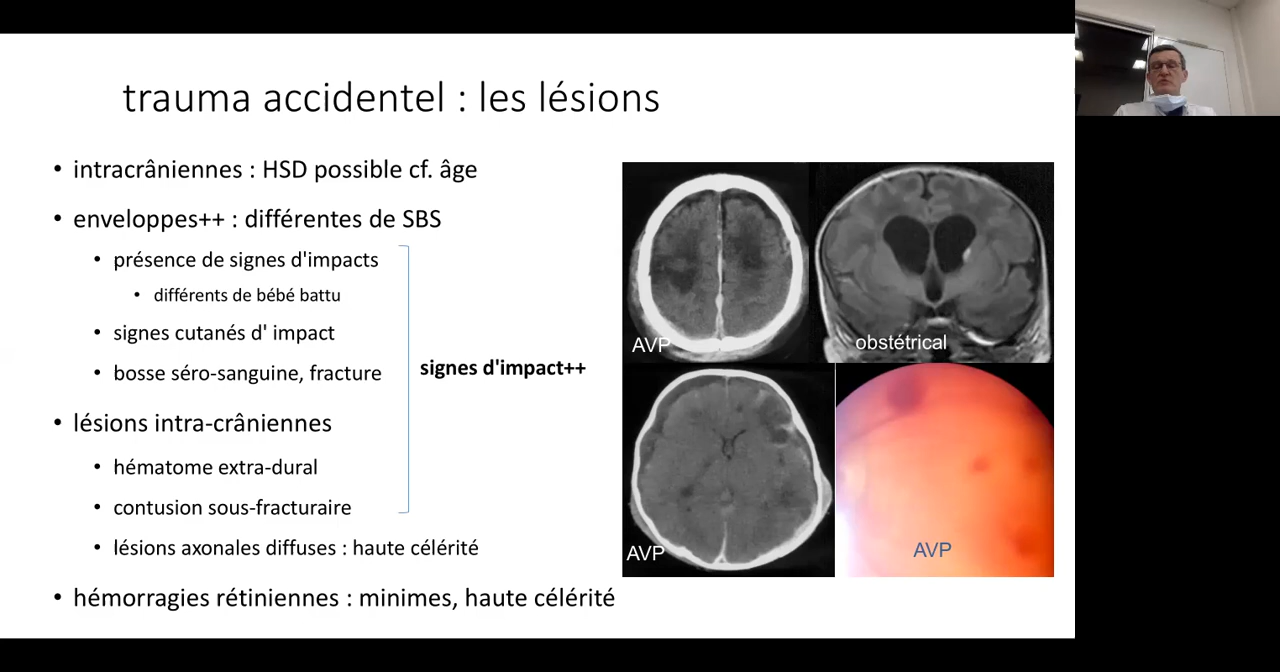 trauma accidentel : les lésions
• intracrâniennes : HSD possible cf. âge
• enveloppes++ : différentes de SBS
• présence de signes d'impacts
• différents de bébé battu
• signes cutanés d' impact
• bosse séro-sanguine, fracture
signes d'impact++
• lésions intra-crâniennes
• hématome extra-dural
• contusion sous-fracturaire
• lésions axonales diffuses : haute célérité
• hémorragies rétiniennes : minimes, haute célérité
AVP
obstétrical
AVP
AVP